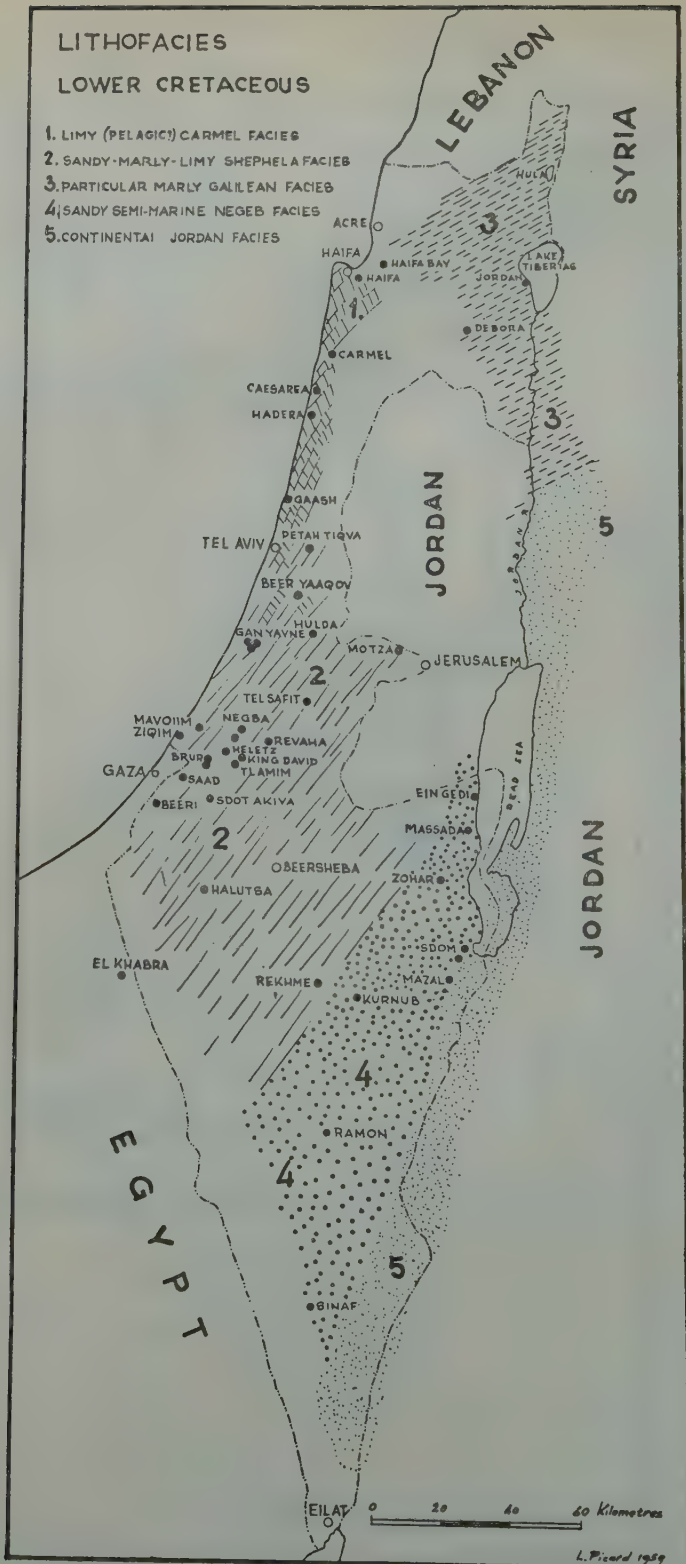 LITHOFACIES
LOWER CRETACEOUS
1. LIMY (PELAGIC?) CARMEL FACIES
2. SANDY-MARLY-LIMY SHEPHELA FACIES
3. PARTICULAR MARLY GALILEAN FACIES
4. SANDY SEMI-MARINE NEGEB FACIES
5. CONTINENTAL JORDAN FACIES
LEBANON
SYRIA
HULA
3
ACRE
HAIFA
HAIFA BAY
LAKE
TIBERIAS
HAIFA
JORDAN
1
DEBORA
CARMEL
CAESAREA
HADERA
3
JORDAN
GAASH
5
JORDAN R
TEL AVIV
PETAH TIQVA
BEER YAAQOV
HULDA
GAN YAVNE
MOTZA
JERUSALEM
2
TEL SAFIT
MAVQIIM
ZIQIM
NEGBA
REVAHA
HELETZ
BRUR
KING DAVID
TLAMIM
GAZA
SAAD
EIN GEDI
DEAD SEA
BEERI
SDOT AKIVA
MASSADA
2
JORDAN
BEERSHEBA
ZOHAR
HALUTSA
SDOM
EL KHABRA
REKHME
MAZAL
KURNUB
4
RAMON
EGYPT
4
5
SINAF
EILAT
0 20 40 60 Kilometres
L. Picard 1959